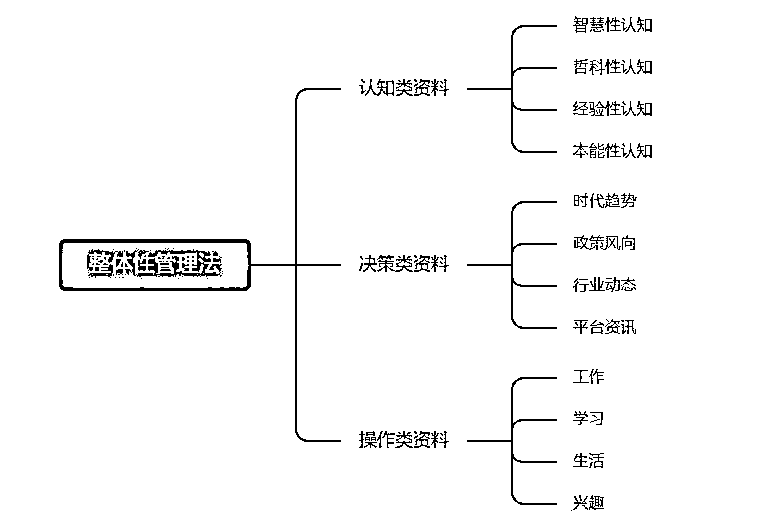 整体性管理法
认知类资料
智慧性认知
哲科性认知
经验性认知
本能性认知
决策类资料
时代趋势
政策风向
行业动态
平台资讯
操作类资料
工作
学习
生活
兴趣